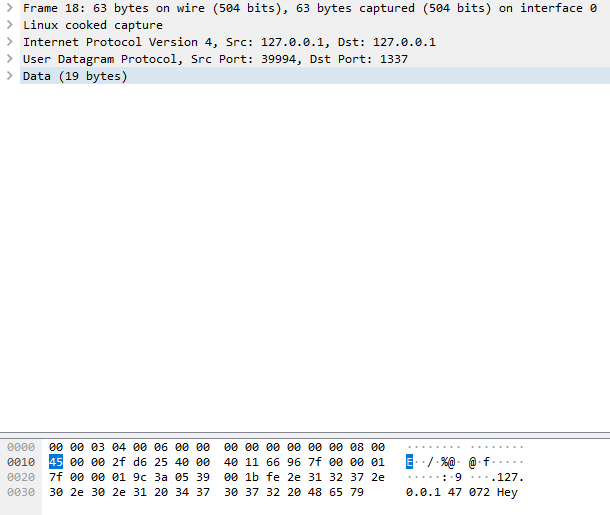 Frame 18: 63 bytes on wire (504 bits), 63 bytes captured (504 bits) on interface 0
Linux cooked capture
Internet Protocol Version 4, Src: 127.0.0.1, Dst: 127.0.0.1
User Datagram Protocol, Src Port: 39994, Dst Port: 1337
Data (19 bytes)
0000 00 00 03 04 00 06 00 00 00 00 00 00 00 00 08 00 ········ ········
0010 45 00 00 2f d6 25 40 00 40 11 66 96 7f 00 00 01 E··/·%@· @·f·····
0020 7f 00 00 01 9c 3a 05 39 00 1b fe 2e 31 32 37 2e ·····:·9 ···.127.
0030 30 2e 30 2e 31 20 34 37 30 37 32 20 48 65 79 0.0.1 47 072 Hey